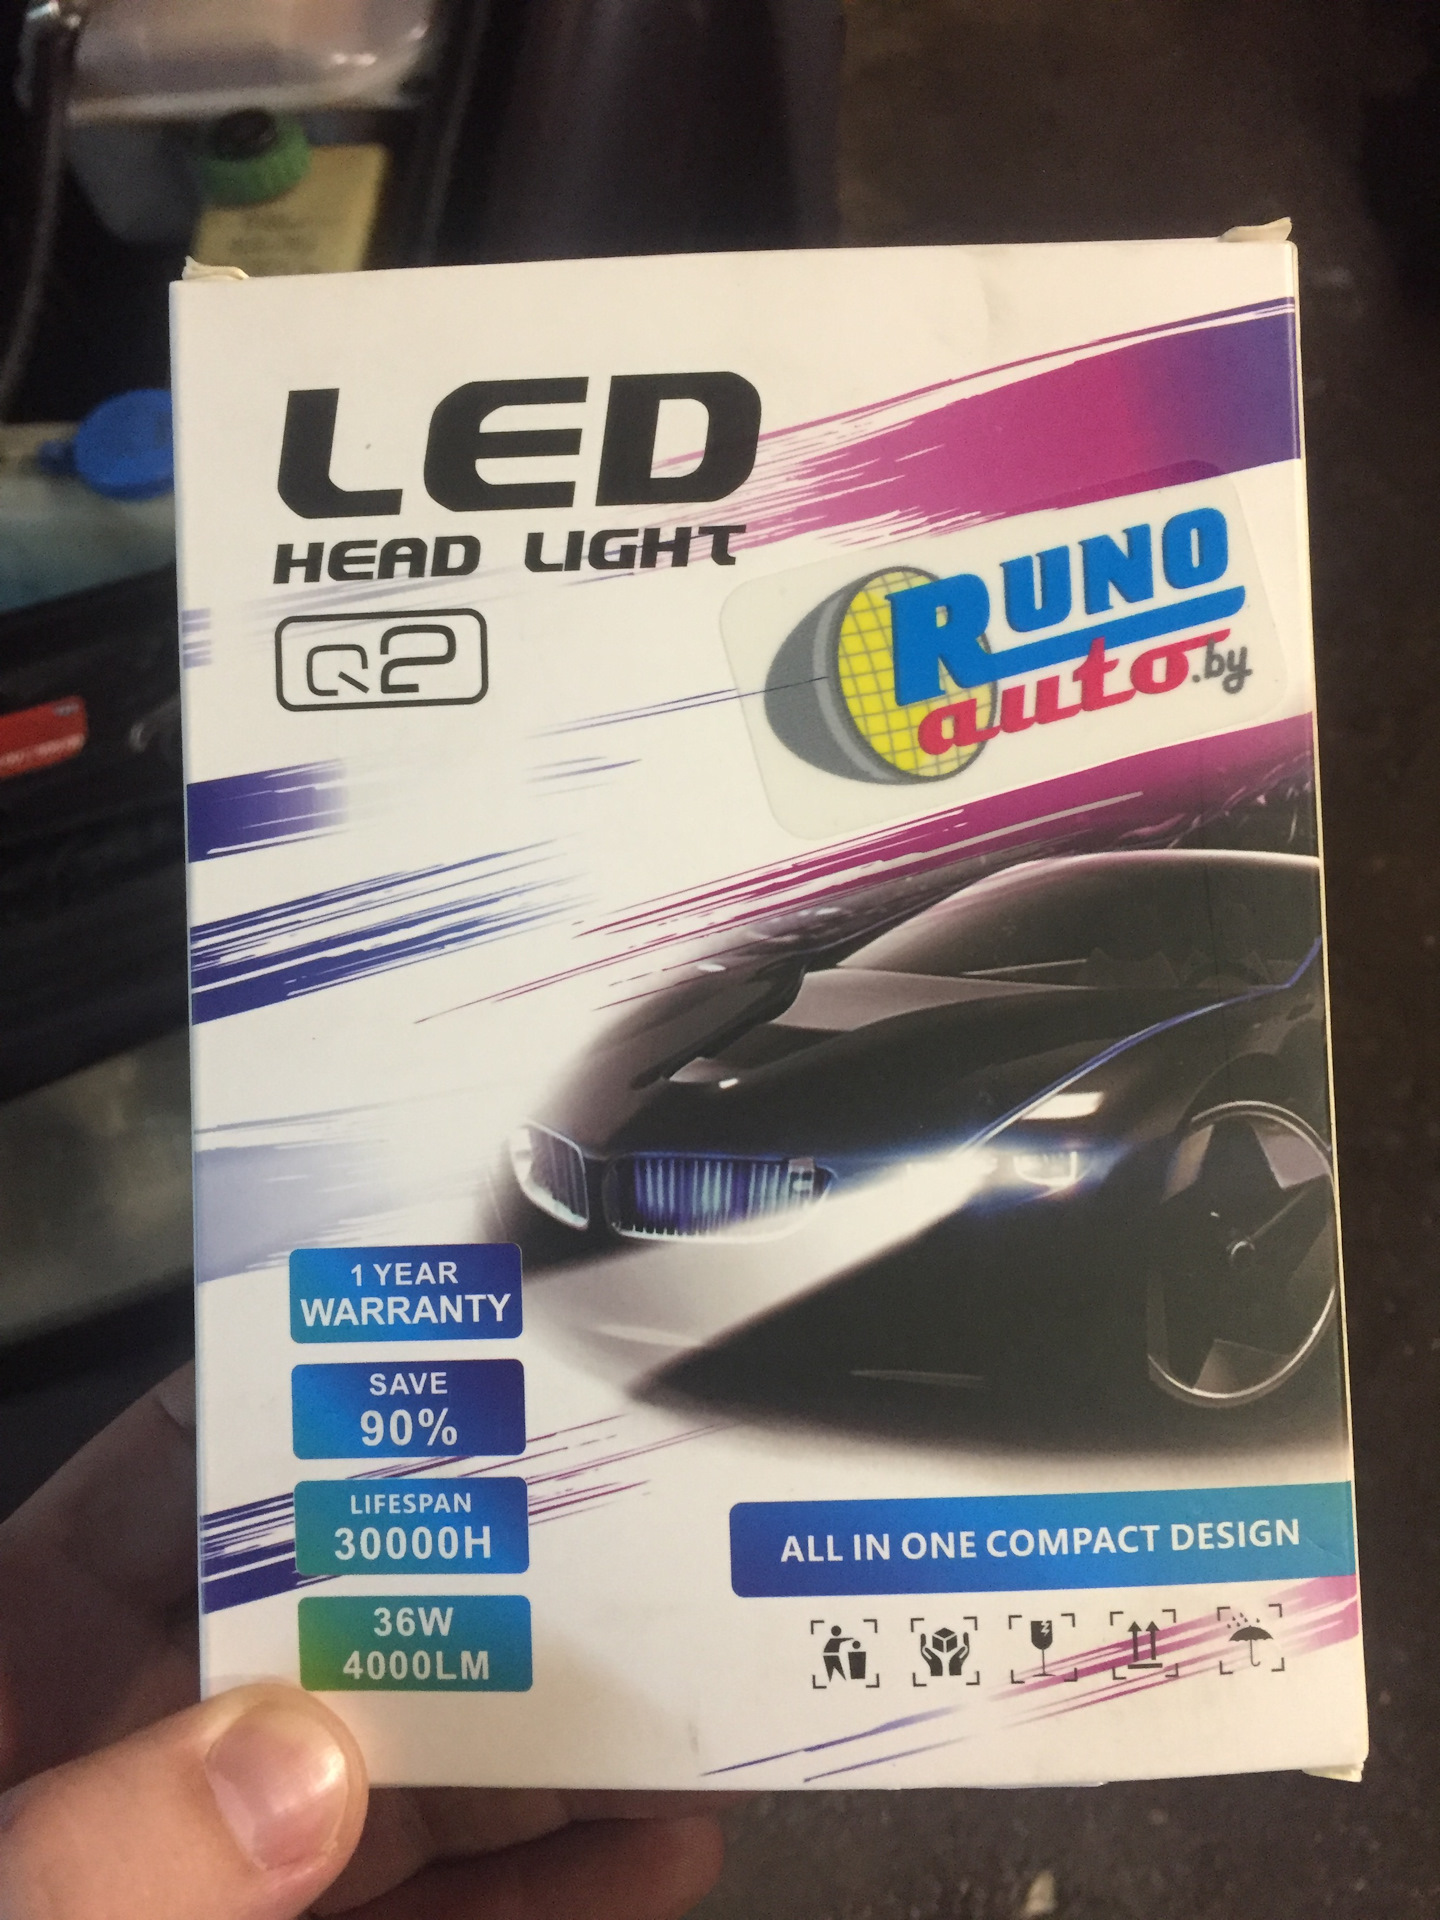 LED
HEAD LIGHT
Q2
RUNO
auto.by
1 YEAR
WARRANTY
SAVE
90%
LIFESPAN
30000H
36W
4000LM
ALL IN ONE COMPACT DESIGN